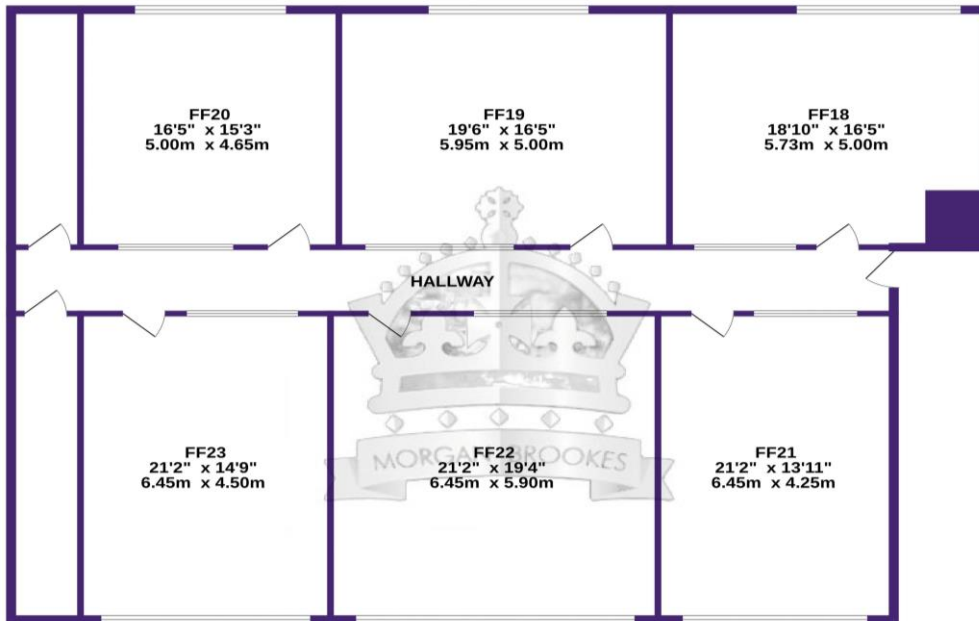 FF20
16'5" x 15'3"
5.00m x 4.65m
FF19
19'6" x 16'5"
5.95m x 5.00m
FF18
18'10" x 16'5"
5.73m x 5.00m
HALLWAY
FF23
21'2" x 14'9"
6.45m x 4.50m
FF22
21'2" x 19'4"
6.45m x 5.90m
FF21
21'2" x 13'11"
6.45m x 4.25m
MORGAN BROOKES